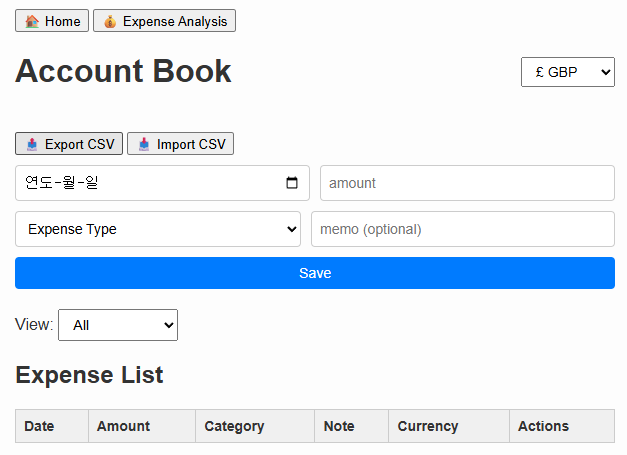 Home Expense Analysis
Account Book £ GBP
Export CSV Import CSV
연도-월-일 amount
Expense Type memo (optional)
Save
View: All
Expense List
Date Amount Category Note Currency Actions